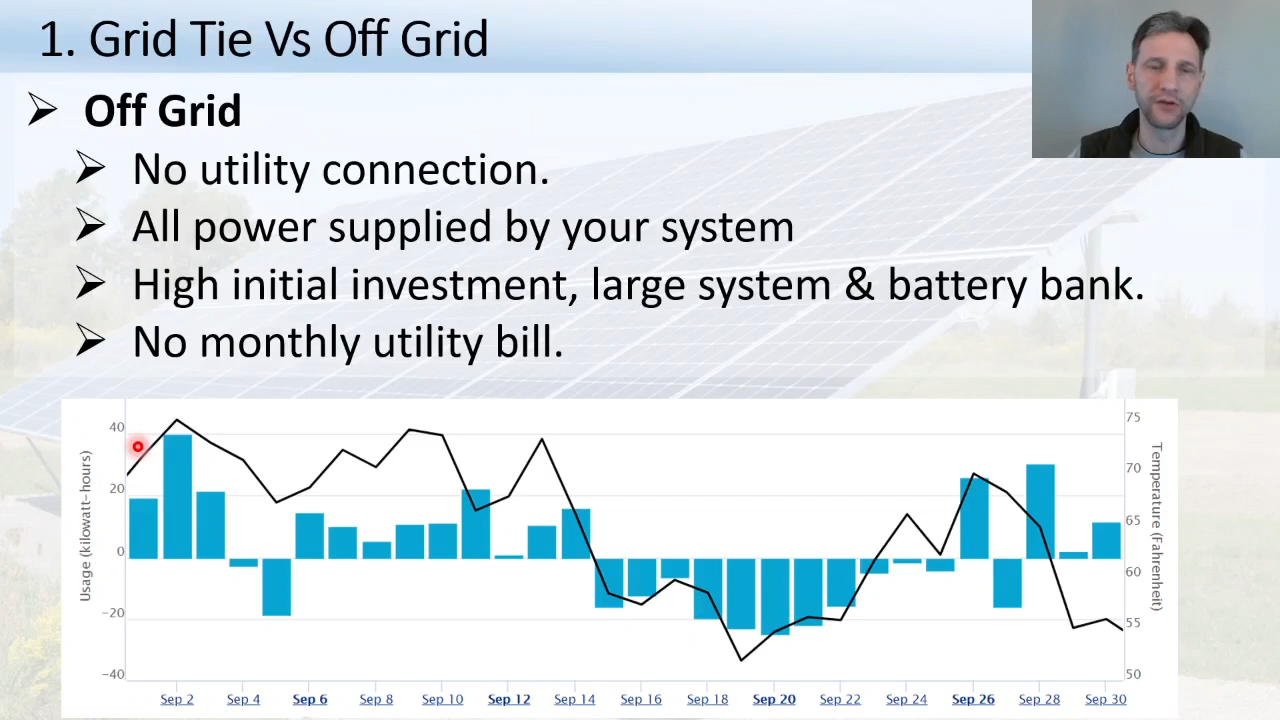 1. Grid Tie Vs Off Grid
Off Grid
No utility connection.
All power supplied by your system
High initial investment, large system & battery bank.
No monthly utility bill.
Usage (kilowatt-hours)
40
20
0
-20
-40
75
70
65
60
55
50
Temperature (Fahrenheit)
Sep 2 Sep 4 Sep 6 Sep 8 Sep 10 Sep 12 Sep 14 Sep 16 Sep 18 Sep 20 Sep 22 Sep 24 Sep 26 Sep 28 Sep 30